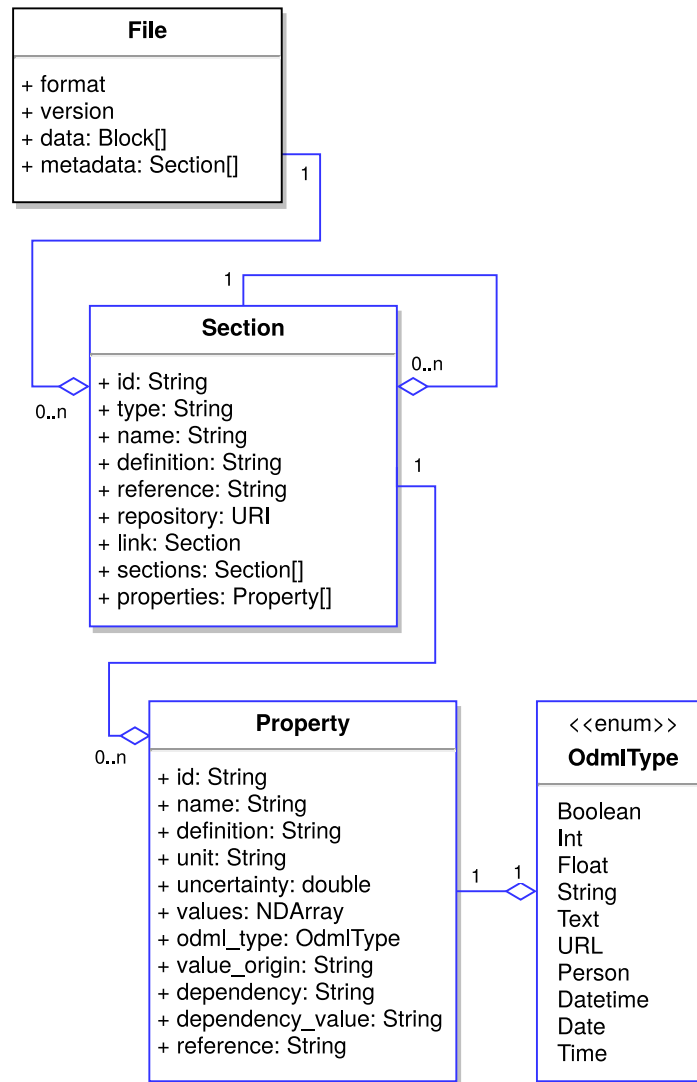 File
+ format
+ version
+ data: Block[]
+ metadata: Section[]
1
1
Section
+ id: String
+ type: String
+ name: String
+ definition: String
+ reference: String
+ repository: URI
+ link: Section
+ sections: Section[]
+ properties: Property[]
0..n
0..n
1
Property
+ id: String
+ name: String
+ definition: String
+ unit: String
+ uncertainty: double
+ values: NDArray
+ odml_type: OdmlType
+ value_origin: String
+ dependency: String
+ dependency_value: String
+ reference: String
0..n
1
1
<<enum>>
OdmlType
Boolean
Int
Float
String
Text
URL
Person
Datetime
Date
Time